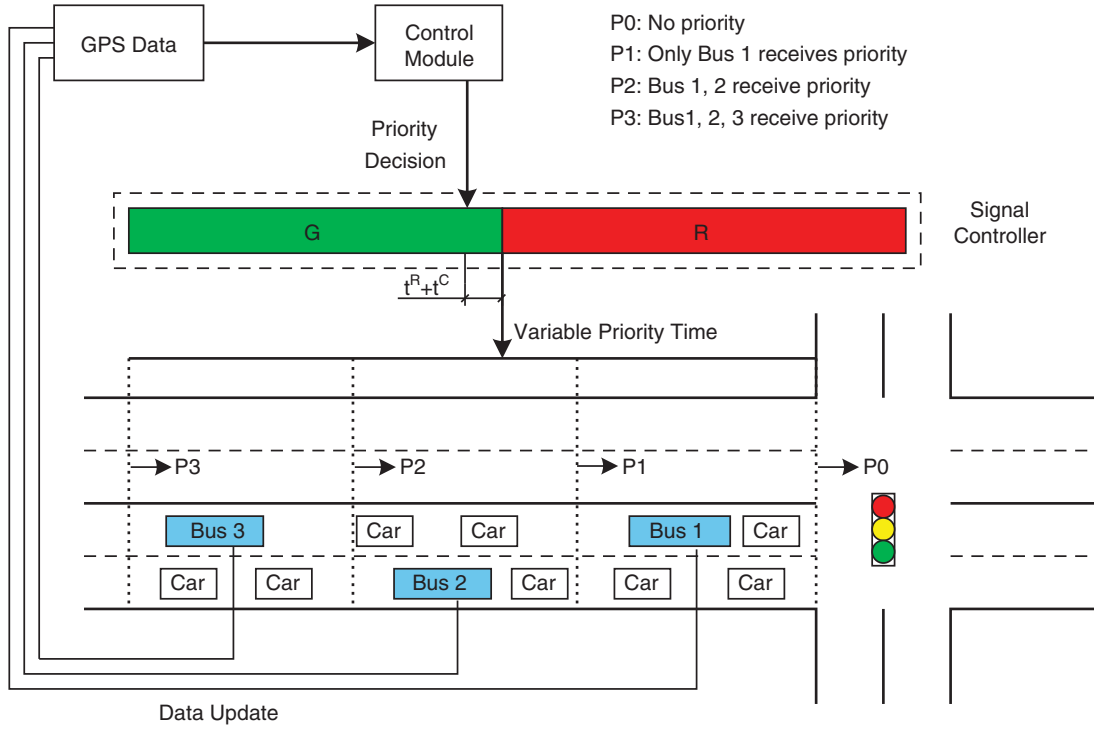 GPS Data
Control
Module
P0: No priority
P1: Only Bus 1 receives priority
P2: Bus 1, 2 receive priority
P3: Bus1, 2, 3 receive priority
Priority
Decision
G
R
Signal
Controller
t^R+t^C
Variable Priority Time
P3
P2
P1
P0
Bus 3
Car
Car
Bus 1
Car
Car
Car
Bus 2
Car
Car
Car
Data Update